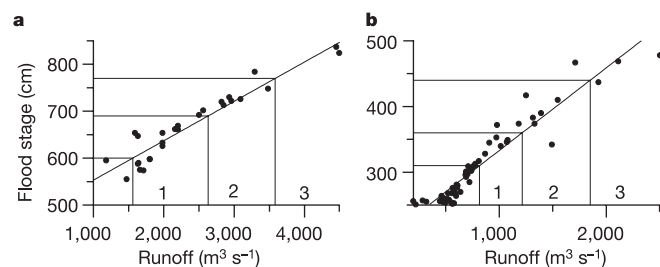 a
b
Flood stage (cm)
800
700
600
500
1 2 3
1,000 2,000 3,000 4,000
Runoff (m³ s⁻¹)
500
400
300
1 2 3
1,000 2,000
Runoff (m³ s⁻¹)